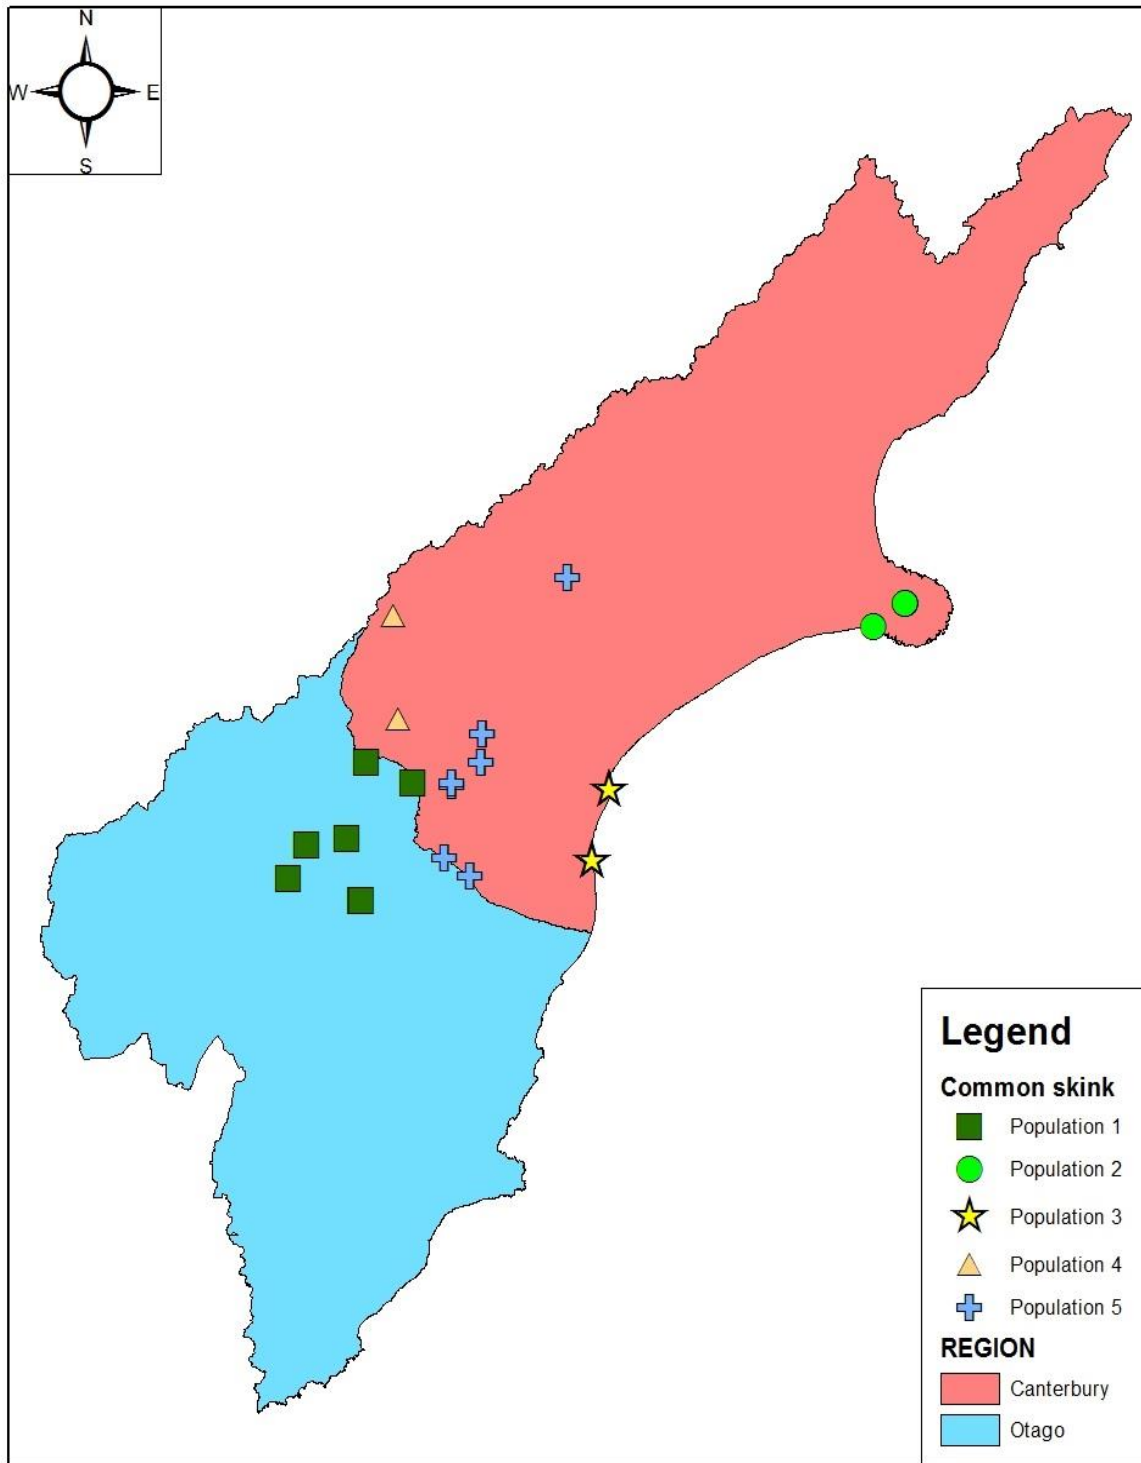 N
W E
S
Legend
Common skink
Population 1
Population 2
Population 3
Population 4
Population 5
REGION
Canterbury
Otago